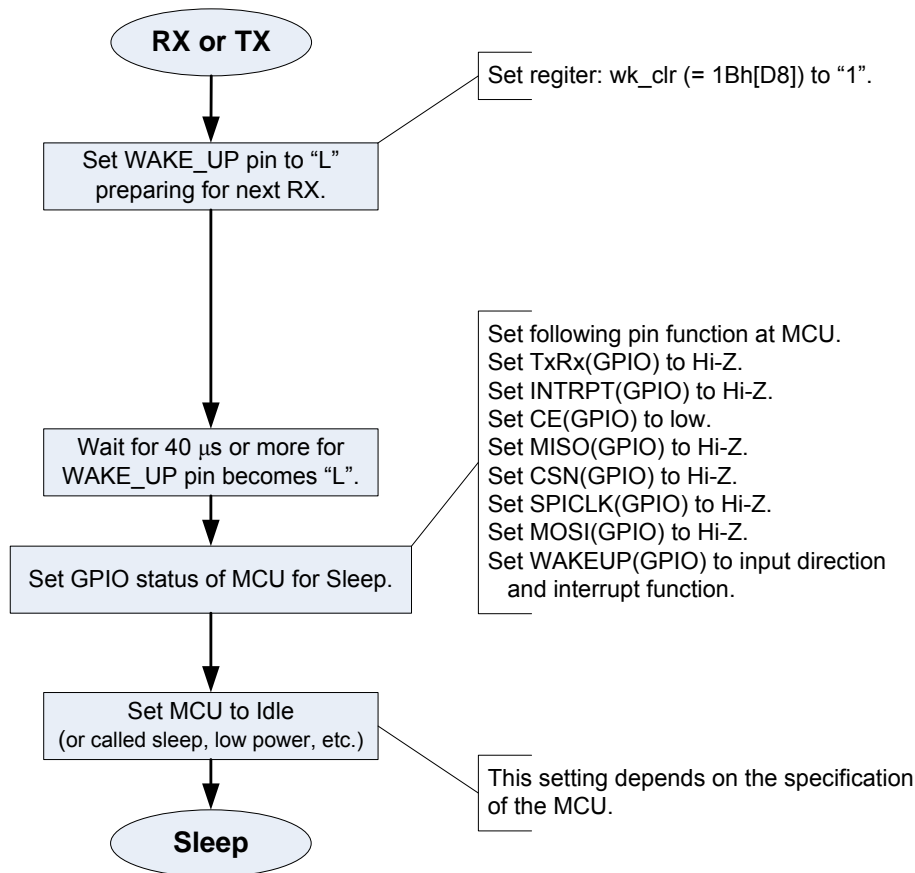 RX or TX
Set regiter: wk_clr (= 1Bh[D8]) to “1”.
Set WAKE_UP pin to “L”
preparing for next RX.
Set following pin function at MCU.
Set TxRx(GPIO) to Hi-Z.
Set INTRPT(GPIO) to Hi-Z.
Set CE(GPIO) to low.
Set MISO(GPIO) to Hi-Z.
Set CSN(GPIO) to Hi-Z.
Set SPICLK(GPIO) to Hi-Z.
Set MOSI(GPIO) to Hi-Z.
Set WAKEUP(GPIO) to input direction
and interrupt function.
Wait for 40 μs or more for
WAKE_UP pin becomes “L”.
Set GPIO status of MCU for Sleep.
Set MCU to Idle
(or called sleep, low power, etc.)
This setting depends on the specification
of the MCU.
Sleep